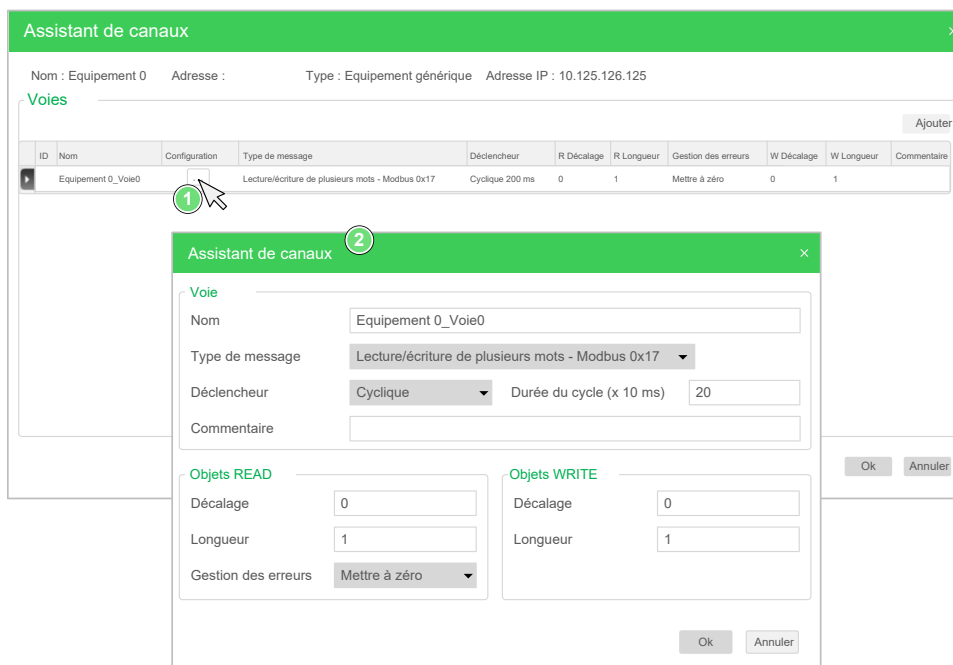 Assistant de canaux ×
Nom : Equipement 0 Adresse : Type : Equipement générique Adresse IP : 10.125.126.125
Voies
Ajouter
ID Nom Configuration Type de message Déclencheur R Décalage R Longueur Gestion des erreurs W Décalage W Longueur Commentaire
Equipement 0_Voie0 ... Lecture/écriture de plusieurs mots - Modbus 0x17 Cyclique 200 ms 0 1 Mettre à zéro 0 1
1
2
Assistant de canaux ×
Voie
Nom Equipement 0_Voie0
Type de message Lecture/écriture de plusieurs mots - Modbus 0x17
Déclencheur Cyclique Durée du cycle (x 10 ms) 20
Commentaire
Objets READ Objets WRITE
Décalage 0 Décalage 0
Longueur 1 Longueur 1
Gestion des erreurs Mettre à zéro
Ok Annuler
Ok Annuler